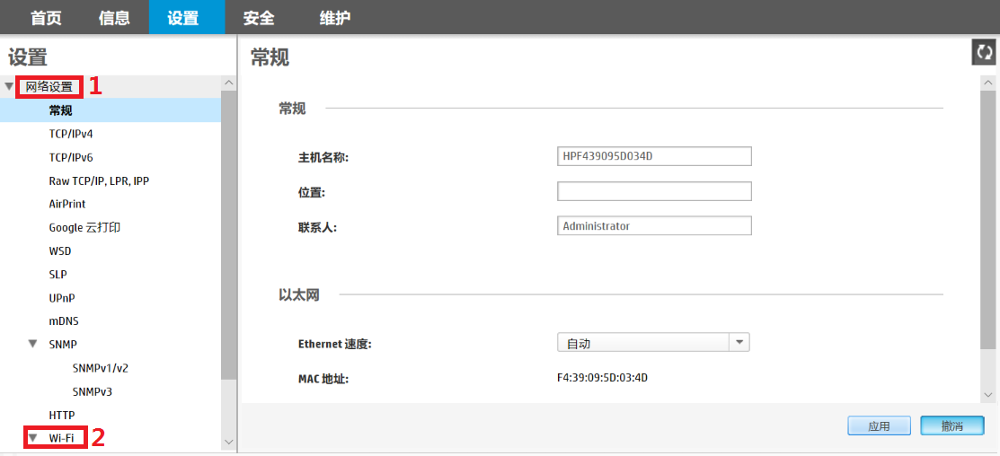 首页 信息 设置 安全 维护
设置
网络设置 1
常规
TCP/IPv4
TCP/IPv6
Raw TCP/IP, LPR, IPP
AirPrint
Google 云打印
WSD
SLP
UPnP
mDNS
SNMP
SNMPv1/v2
SNMPv3
HTTP
Wi-Fi 2
常规
常规
主机名称: HPF439095D034D
位置:
联系人: Administrator
以太网
Ethernet 速度: 自动
MAC 地址: F4:39:09:5D:03:4D
应用 撤消